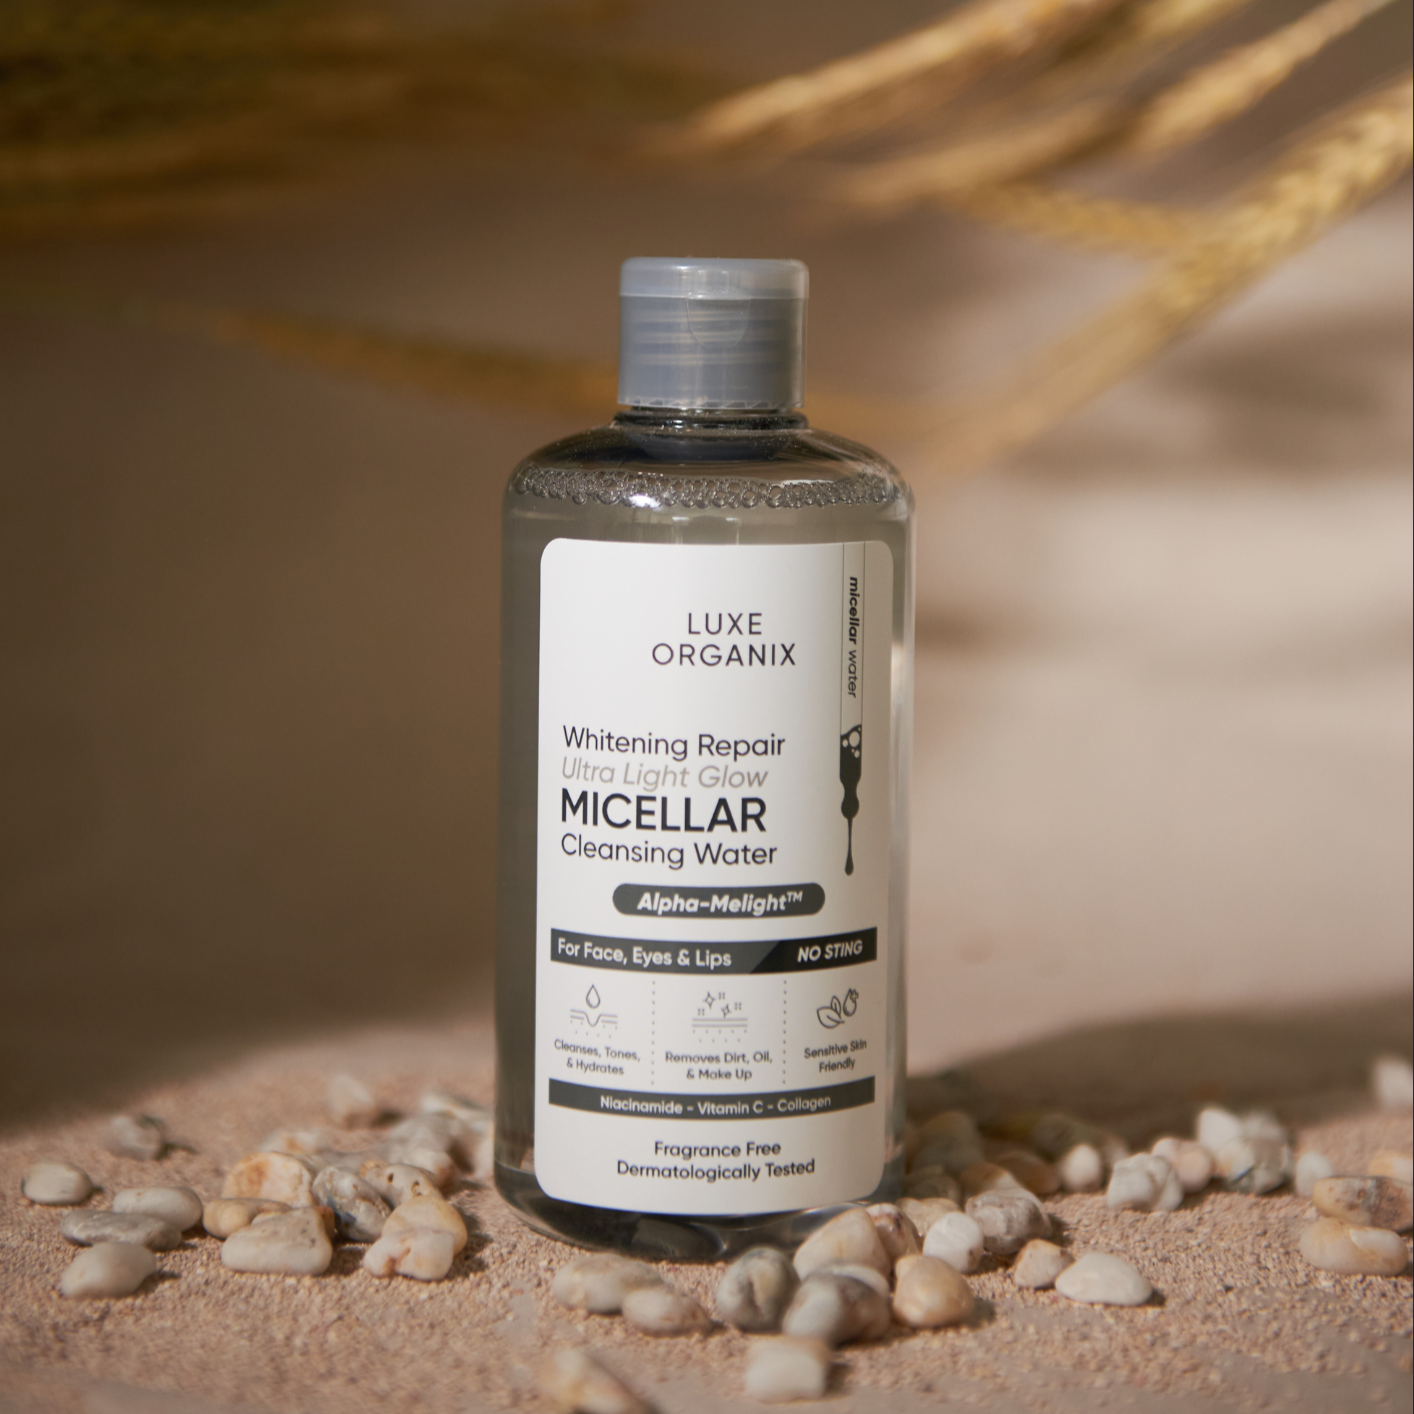 LUXE
ORGANIX
micellar water
Whitening Repair
Ultra Light Glow
MICELLAR
Cleansing Water
Alpha-Melight™
For Face, Eyes & Lips NO STING
Cleanses, Tones,
& Hydrates
Removes Dirt, Oil,
& Make Up
Sensitive Skin
Friendly
Niacinamide - Vitamin C - Collagen
Fragrance Free
Dermatologically Tested